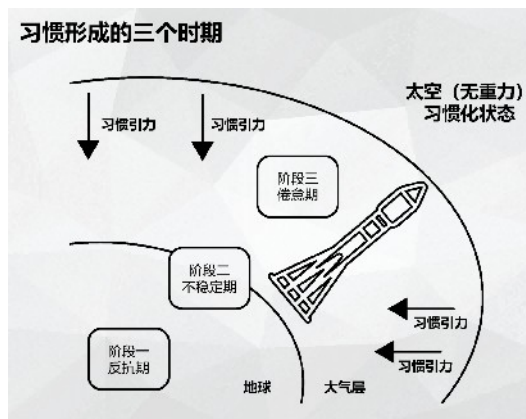 习惯形成的三个时期
太空（无重力）
习惯化状态
习惯引力
习惯引力
阶段三
倦怠期
阶段二
不稳定期
习惯引力
习惯引力
阶段一
反抗期
地球
大气层